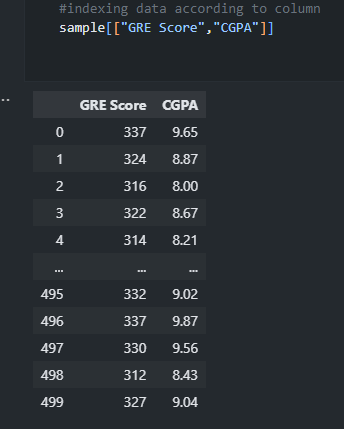 #indexing data according to column
sample[["GRE Score","CGPA"]]
..
GRE Score CGPA
0 337 9.65
1 324 8.87
2 316 8.00
3 322 8.67
4 314 8.21
... ... ...
495 332 9.02
496 337 9.87
497 330 9.56
498 312 8.43
499 327 9.04